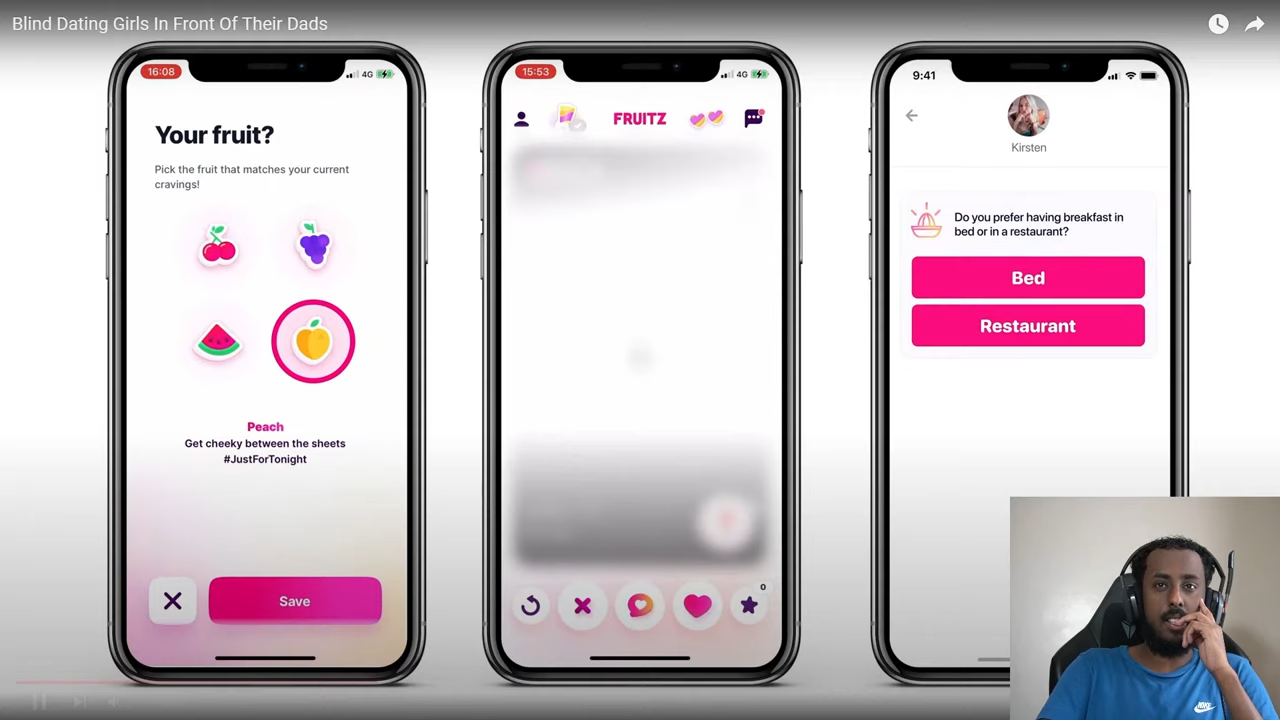 Blind Dating Girls In Front Of Their Dads
16:08
4G
Your fruit?
Pick the fruit that matches your current
cravings!
Peach
Get cheeky between the sheets
#JustForTonight
Save
15:53
4G
FRUITZ
0
9:41
Kirsten
Do you prefer having breakfast in
bed or in a restaurant?
Bed
Restaurant
NIKE